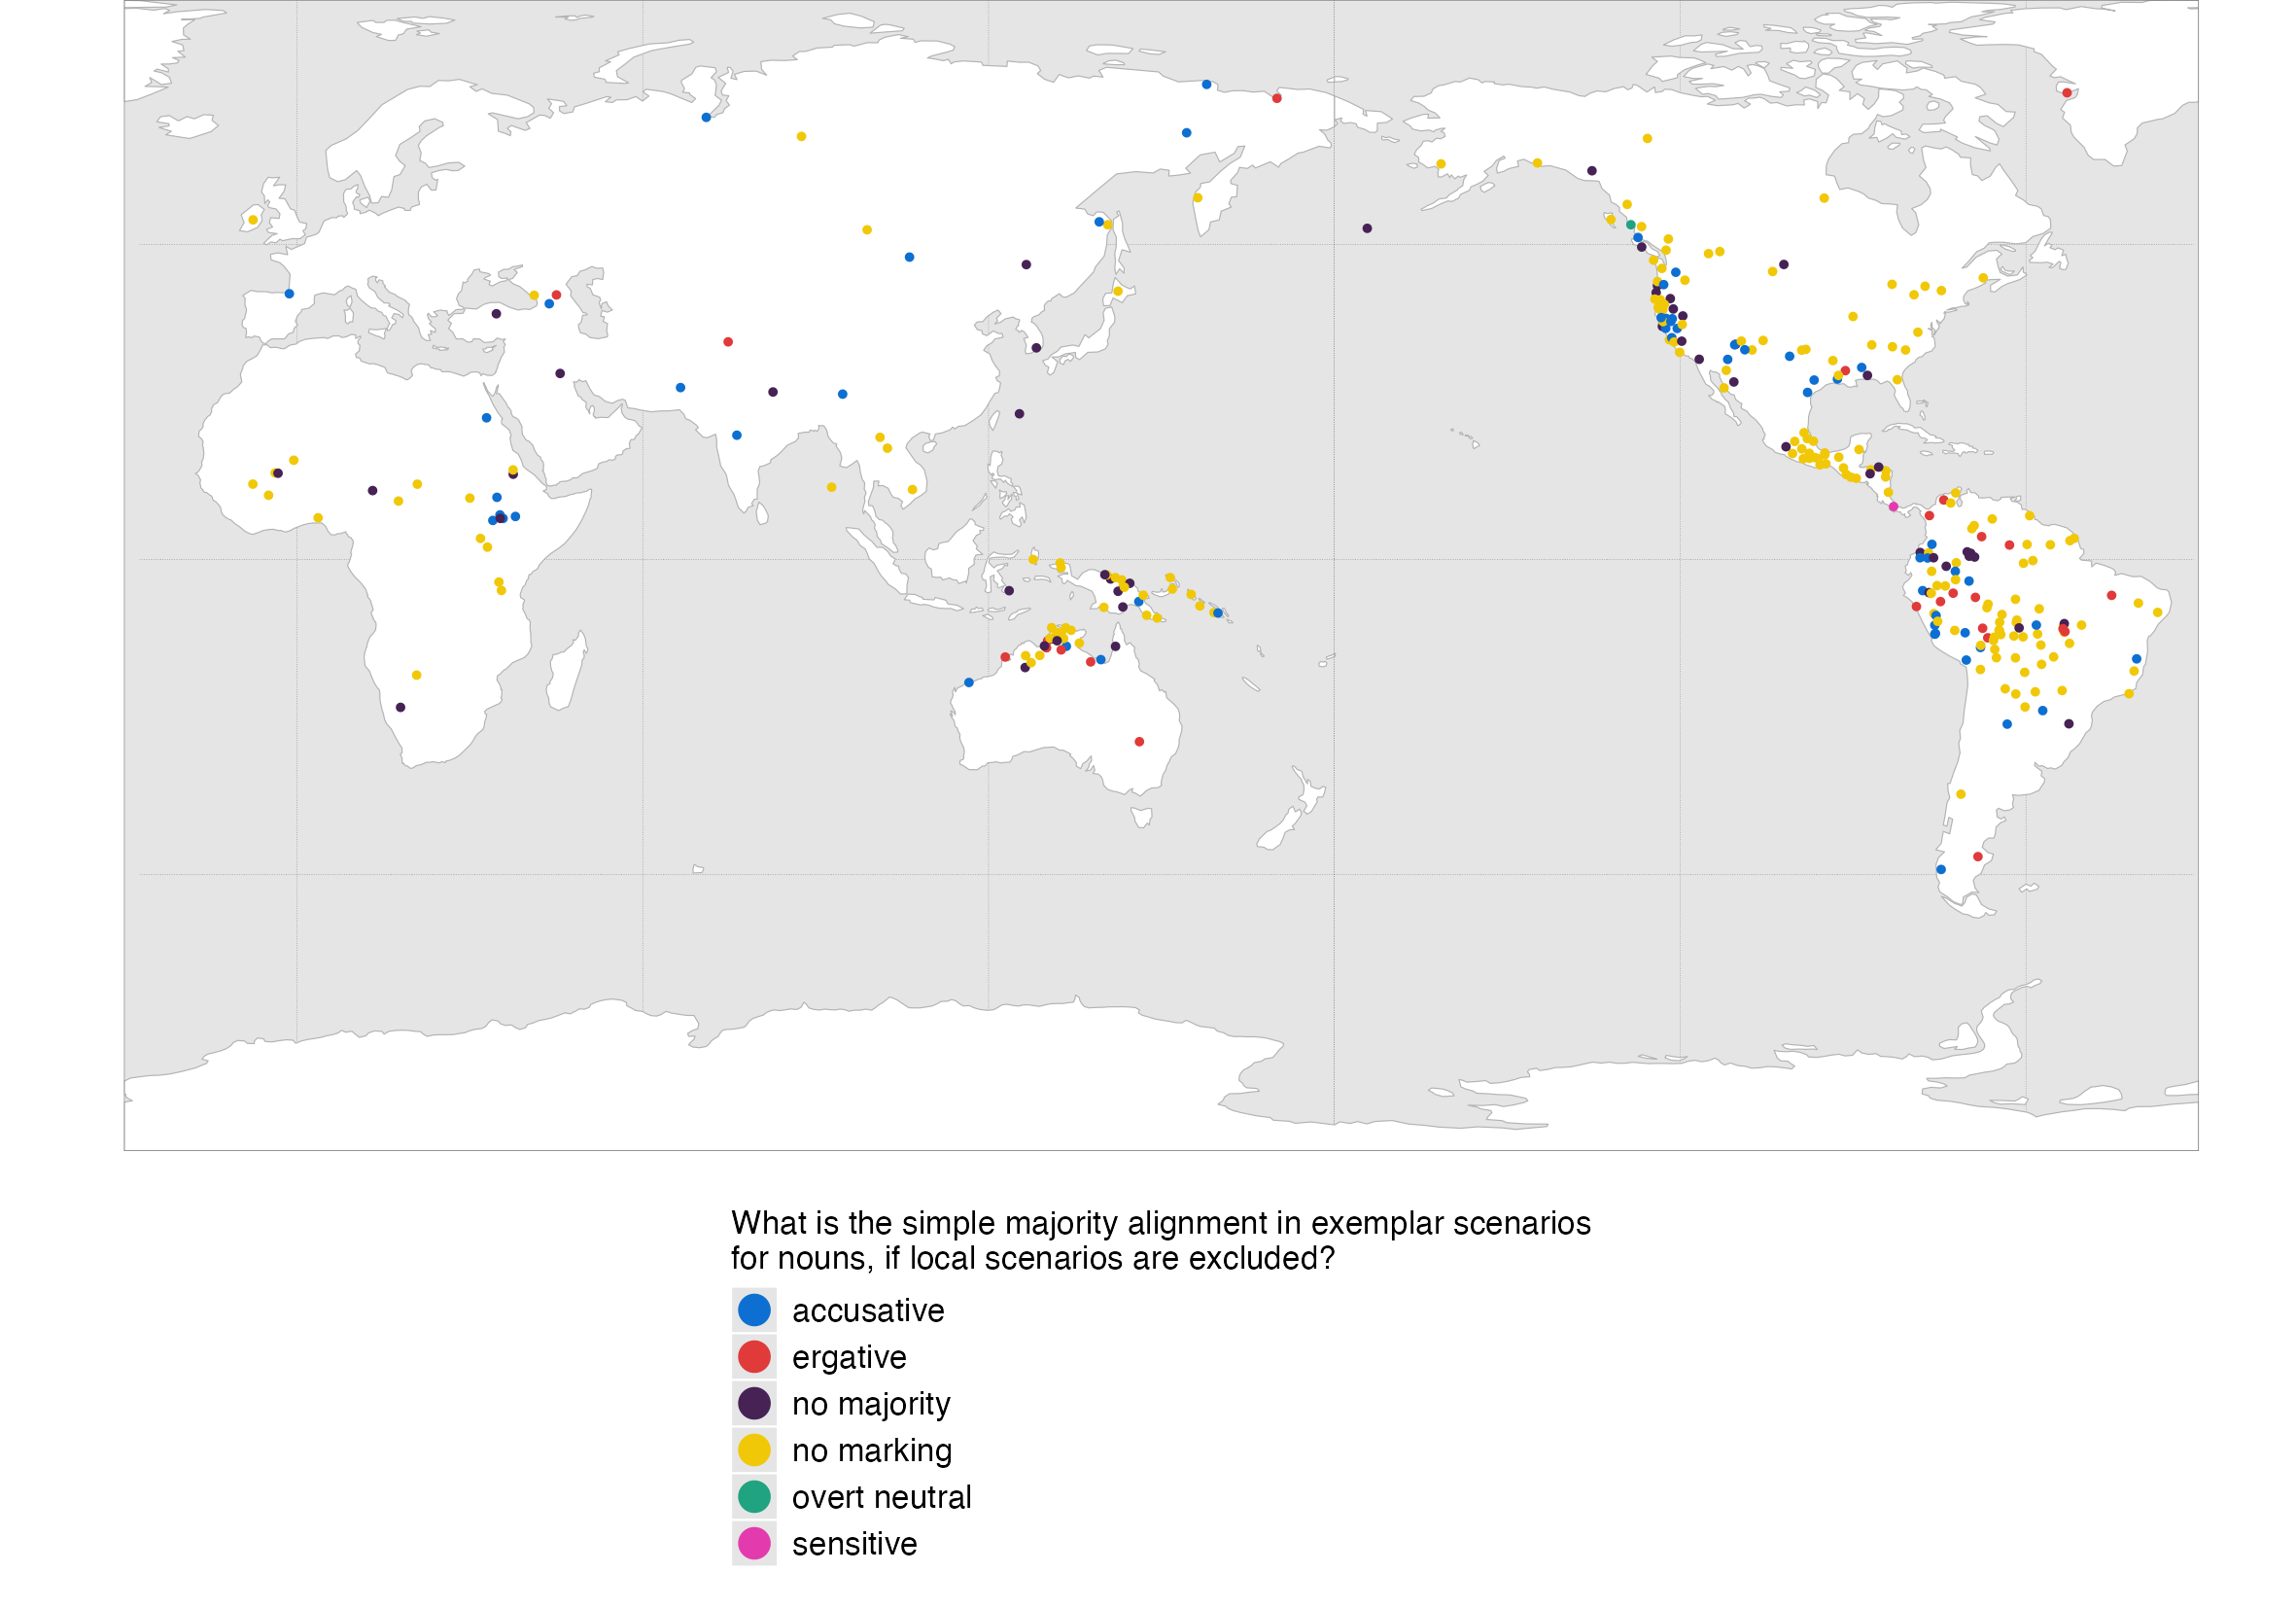 What is the simple majority alignment in exemplar scenarios
for nouns, if local scenarios are excluded?
accusative
ergative
no majority
no marking
overt neutral
sensitive